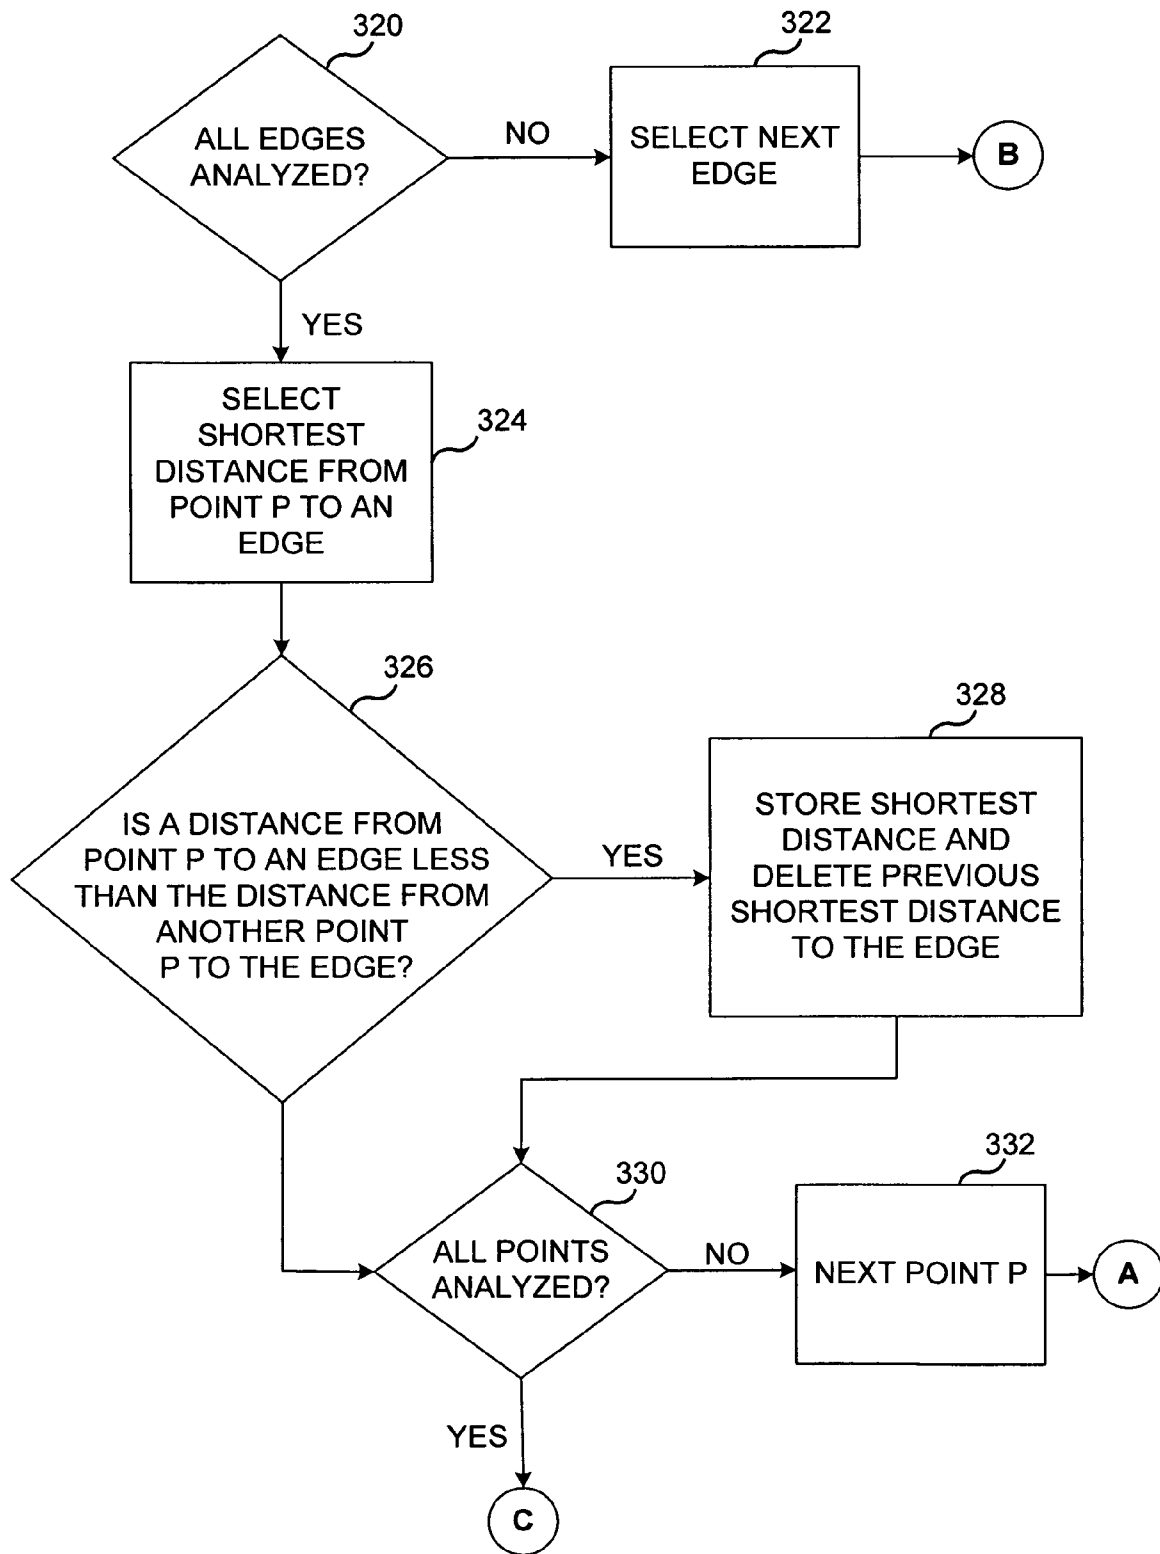 320
322
ALL EDGES
ANALYZED?
NO
SELECT NEXT
EDGE
B
YES
SELECT
SHORTEST
DISTANCE FROM
POINT P TO AN
EDGE
324
326
328
IS A DISTANCE FROM
POINT P TO AN EDGE LESS
THAN THE DISTANCE FROM
ANOTHER POINT
P TO THE EDGE?
YES
STORE SHORTEST
DISTANCE AND
DELETE PREVIOUS
SHORTEST DISTANCE
TO THE EDGE
330
332
ALL POINTS
ANALYZED?
NO
NEXT POINT P
A
YES
C